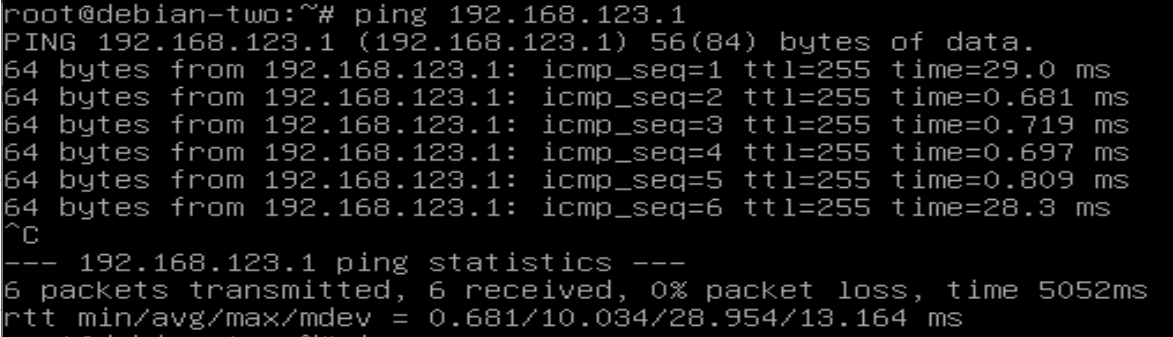 root@debian-two:~# ping 192.168.123.1
PING 192.168.123.1 (192.168.123.1) 56(84) bytes of data.
64 bytes from 192.168.123.1: icmp_seq=1 ttl=255 time=29.0 ms
64 bytes from 192.168.123.1: icmp_seq=2 ttl=255 time=0.681 ms
64 bytes from 192.168.123.1: icmp_seq=3 ttl=255 time=0.719 ms
64 bytes from 192.168.123.1: icmp_seq=4 ttl=255 time=0.697 ms
64 bytes from 192.168.123.1: icmp_seq=5 ttl=255 time=0.809 ms
64 bytes from 192.168.123.1: icmp_seq=6 ttl=255 time=28.3 ms
^C
--- 192.168.123.1 ping statistics ---
6 packets transmitted, 6 received, 0% packet loss, time 5052ms
rtt min/avg/max/mdev = 0.681/10.034/28.954/13.164 ms